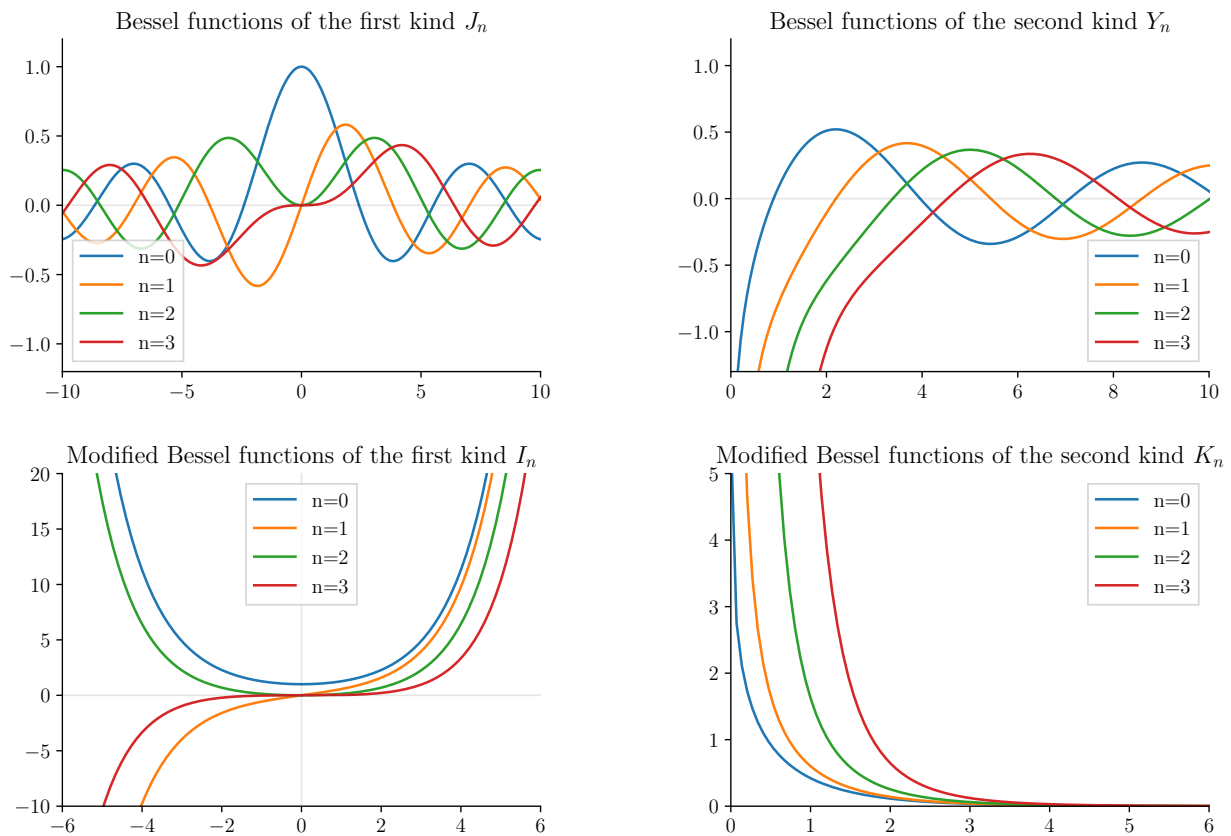 Bessel functions of the first kind Jₙ
1.0
0.5
0.0
−0.5
−1.0
−10
−5
0
5
10
n=0
n=1
n=2
n=3
Bessel functions of the second kind Yₙ
1.0
0.5
0.0
−0.5
−1.0
0
2
4
6
8
10
n=0
n=1
n=2
n=3
Modified Bessel functions of the first kind Iₙ
20
15
10
5
0
−5
−10
−6
−4
−2
0
2
4
6
n=0
n=1
n=2
n=3
Modified Bessel functions of the second kind Kₙ
5
4
3
2
1
0
0
1
2
3
4
5
6
n=0
n=1
n=2
n=3